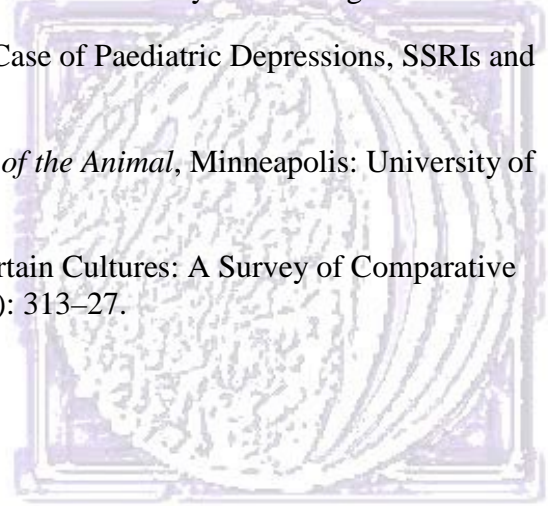 Case of Paediatric Depressions, SSRIs and
of the Animal, Minneapolis: University of
rtain Cultures: A Survey of Comparative
): 313–27.